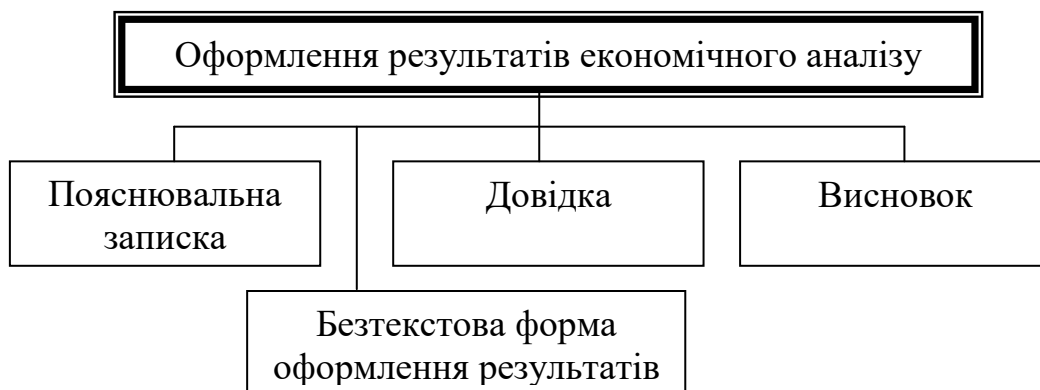 Оформлення результатів економічного аналізу
Пояснювальна
записка
Довідка
Висновок
Безтекстова форма
оформлення результатів